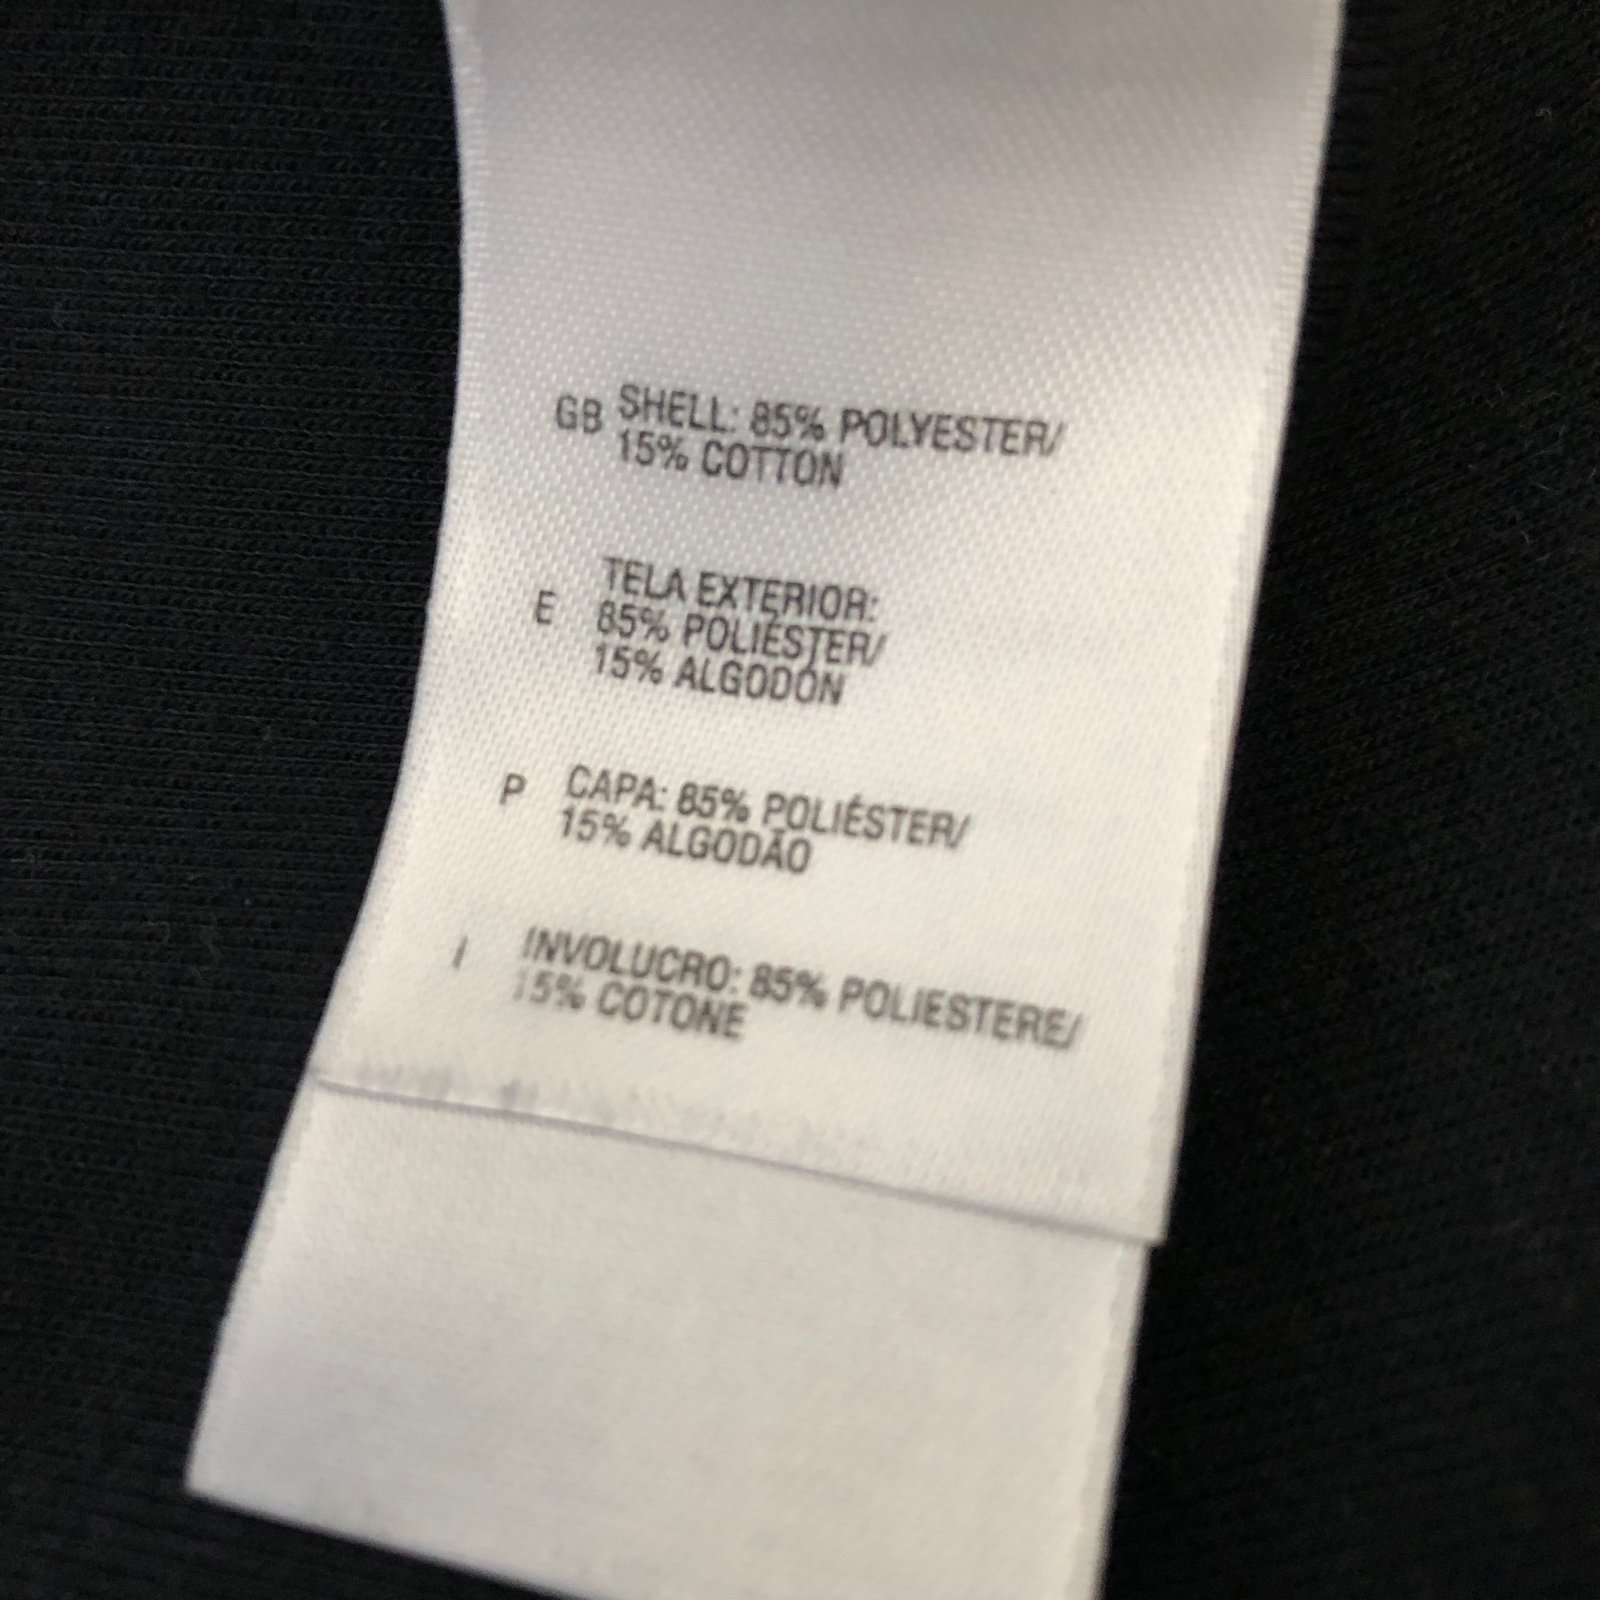 GB SHELL: 85% POLYESTER/
15% COTTON
TELA EXTERIOR:
E 85% POLIÉSTER/
15% ALGODÓN
P CAPA: 85% POLIÉSTER/
15% ALGODÃO
I INVOLUCRO: 85% POLIESTERE/
15% COTONE